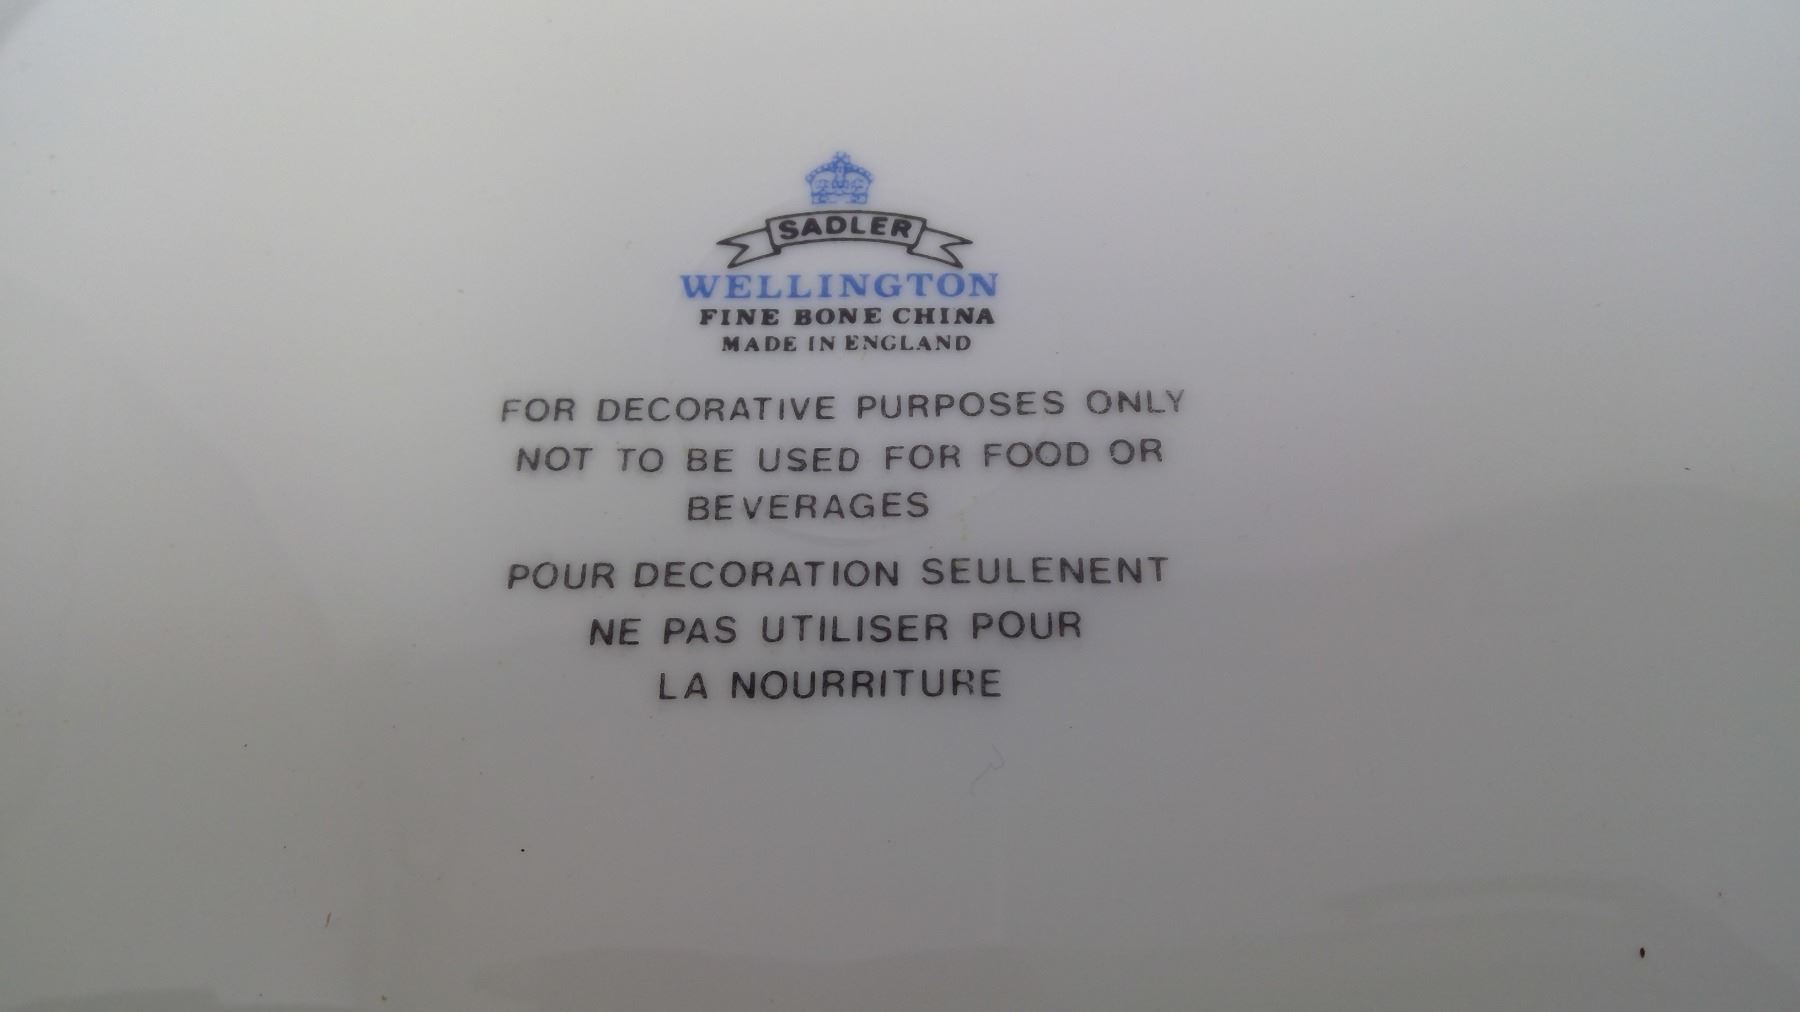 SADLER
WELLINGTON
FINE BONE CHINA
MADE IN ENGLAND
FOR DECORATIVE PURPOSES ONLY
NOT TO BE USED FOR FOOD OR
BEVERAGES
POUR DECORATION SEULENENT
NE PAS UTILISER POUR
LA NOURRITURE